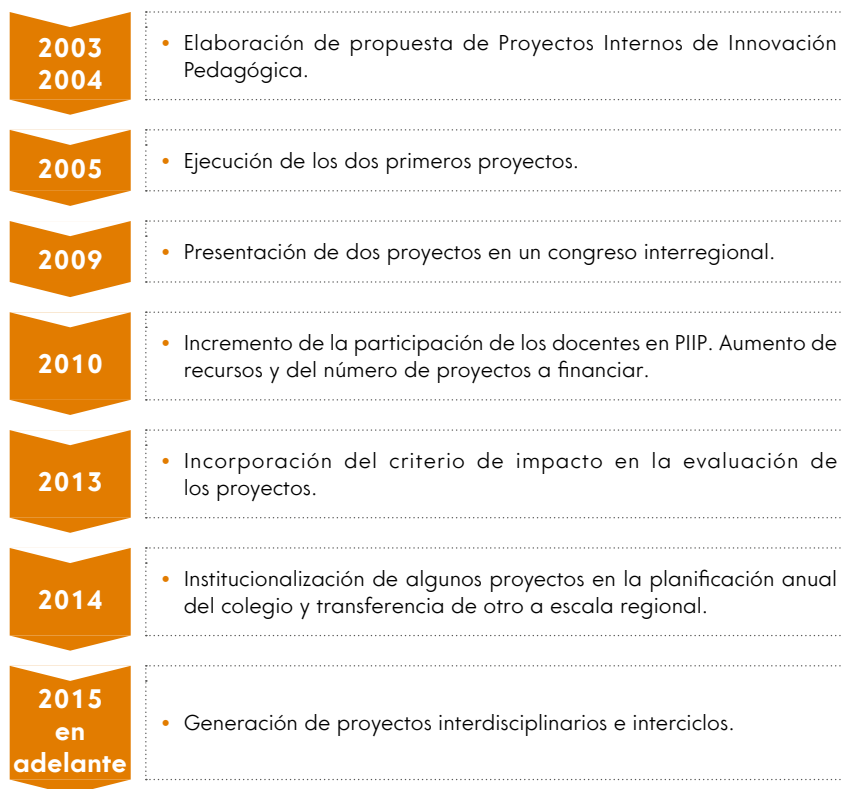 2003
2004
• Elaboración de propuesta de Proyectos Internos de Innovación
Pedagógica.
2005
• Ejecución de los dos primeros proyectos.
2009
• Presentación de dos proyectos en un congreso interregional.
2010
• Incremento de la participación de los docentes en PIIP. Aumento de
recursos y del número de proyectos a financiar.
2013
• Incorporación del criterio de impacto en la evaluación de
los proyectos.
2014
• Institucionalización de algunos proyectos en la planificación anual
del colegio y transferencia de otro a escala regional.
2015
en
adelante
• Generación de proyectos interdisciplinarios e interciclos.